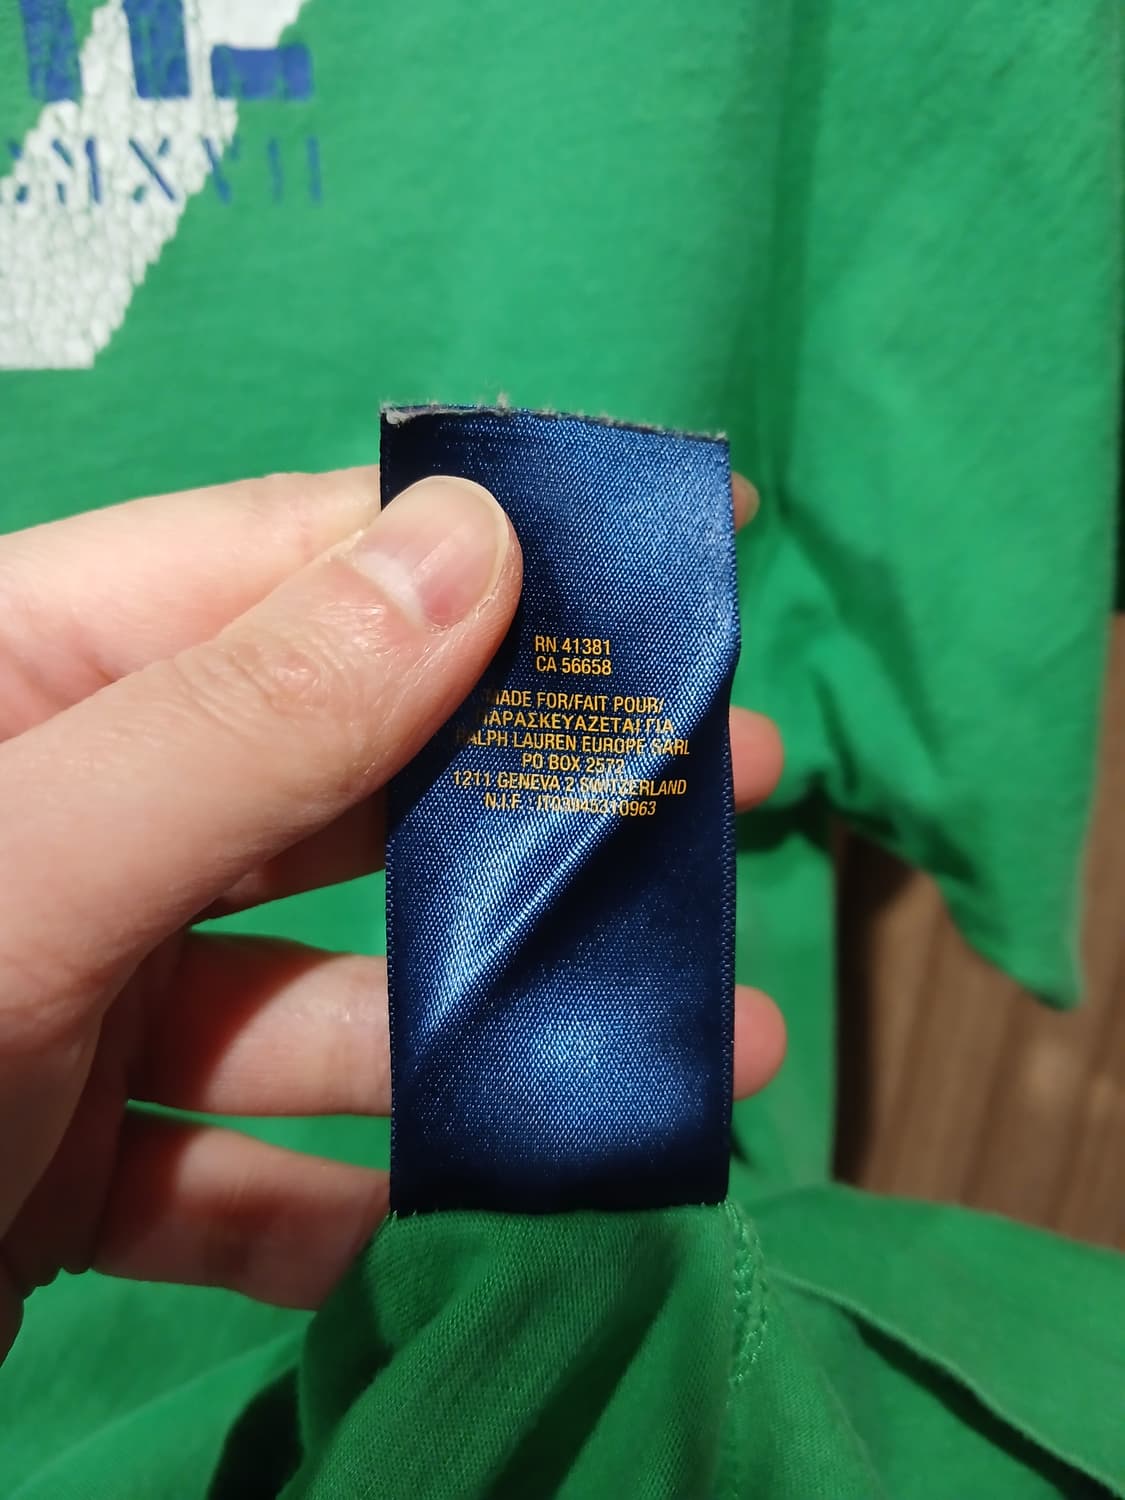 MXXVII
RN 41381
CA 56658
MADE FOR/FAIT POUR/
ΠΑΡΑΣΚΕΥΑΖΕΤΑΙ ΓΙΑ
RALPH LAUREN EUROPE SARL
PO BOX 2572
1211 GENEVA 2 SWITZERLAND
N.I.F. IT03945310963